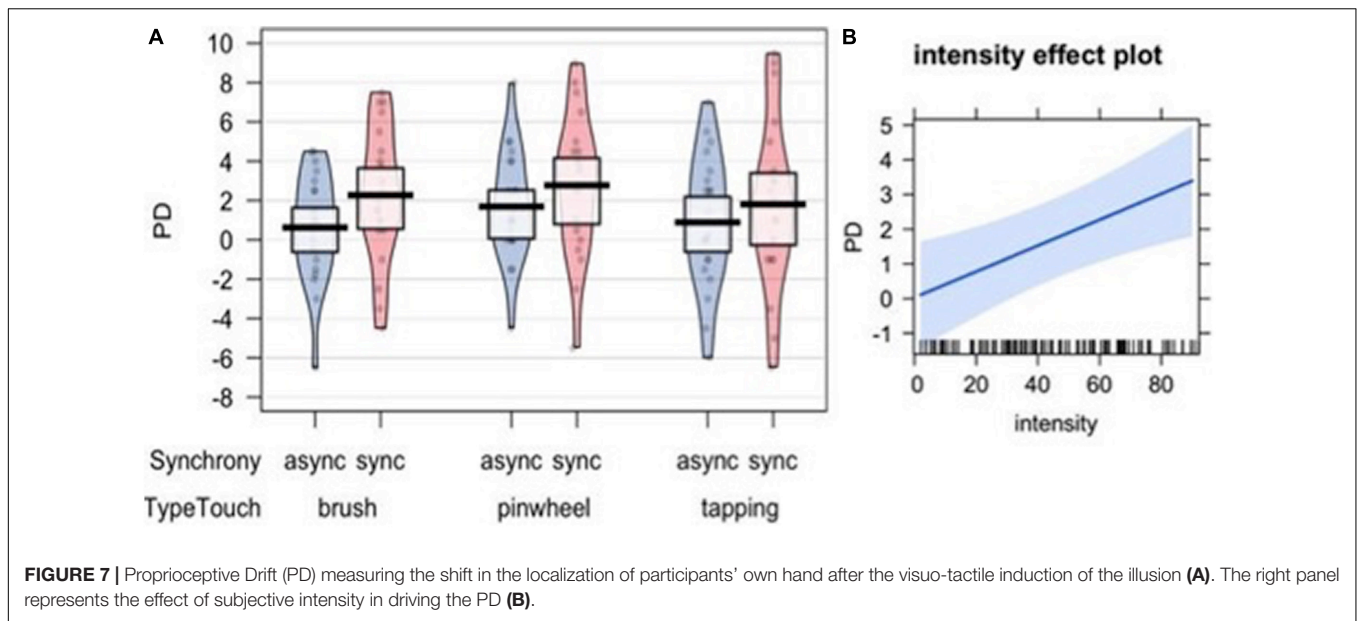 A
B
intensity effect plot
10
8
6
4
2
0
-2
-4
-6
-8
PD
Synchrony async sync async sync async sync
TypeTouch brush pinwheel tapping
5
4
3
2
1
0
-1
PD
0 20 40 60 80
intensity
FIGURE 7 | Proprioceptive Drift (PD) measuring the shift in the localization of participants' own hand after the visuo-tactile induction of the illusion (A). The right panel
represents the effect of subjective intensity in driving the PD (B).